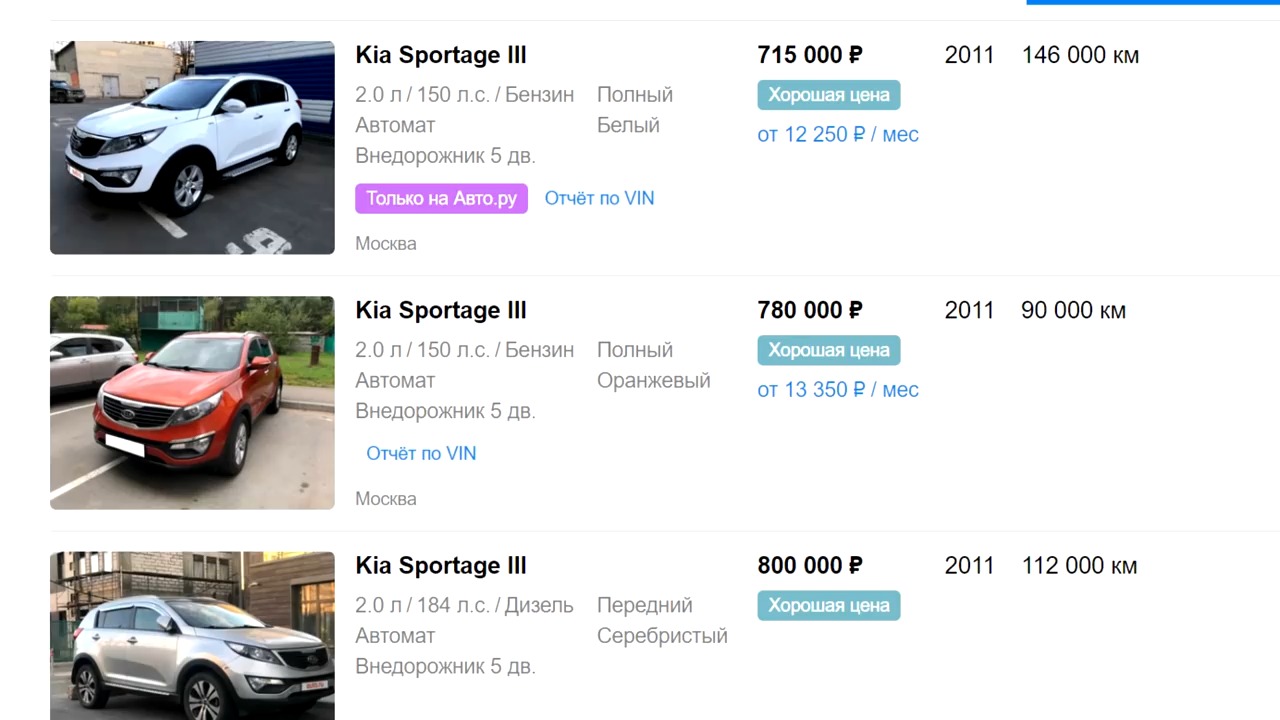 Kia Sportage III
715 000 ₽
2011
146 000 км
2.0 л / 150 л.с. / Бензин
Полный
Хорошая цена
Автомат
Белый
от 12 250 ₽ / мес
Внедорожник 5 дв.
Только на Авто.ру
Отчёт по VIN
Москва
Kia Sportage III
780 000 ₽
2011
90 000 км
2.0 л / 150 л.с. / Бензин
Полный
Хорошая цена
Автомат
Оранжевый
от 13 350 ₽ / мес
Внедорожник 5 дв.
Отчёт по VIN
Москва
Kia Sportage III
800 000 ₽
2011
112 000 км
2.0 л / 184 л.с. / Дизель
Передний
Хорошая цена
Автомат
Серебристый
Внедорожник 5 дв.